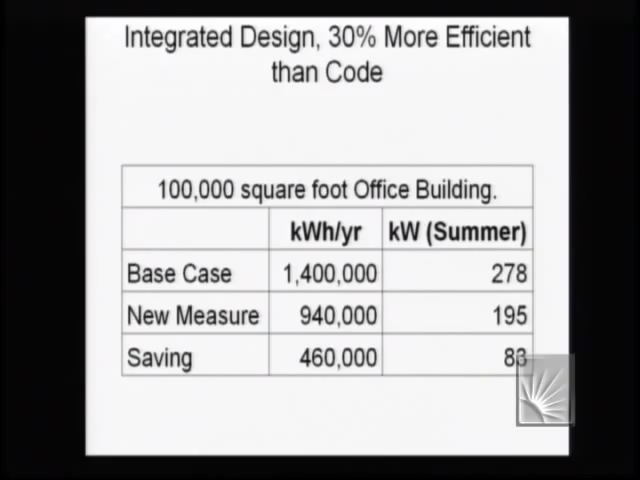 Integrated Design, 30% More Efficient
than Code
100,000 square foot Office Building.
kWh/yr kW (Summer)
Base Case 1,400,000 278
New Measure 940,000 195
Saving 460,000 83